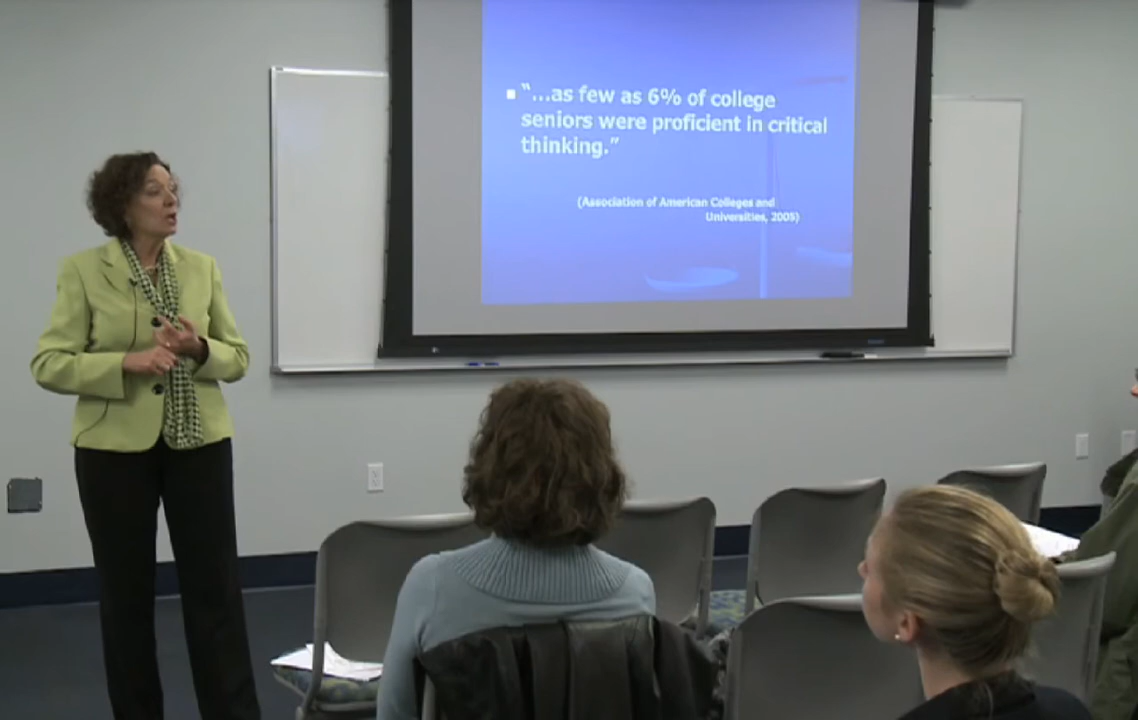 “...as few as 6% of college
seniors were proficient in critical
thinking.”
(Association of American Colleges and
Universities, 2005)